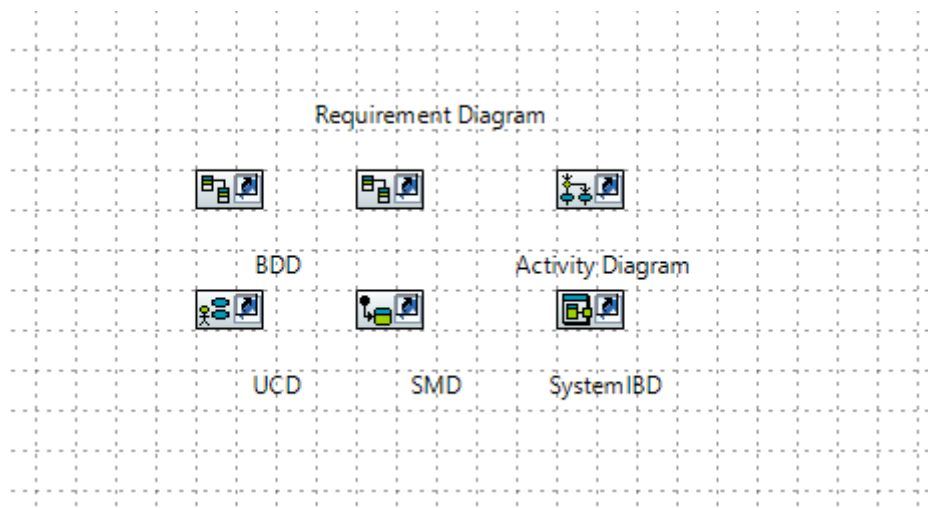 Requirement Diagram
BDD
Activity Diagram
UCD
SMD
SystemIBD